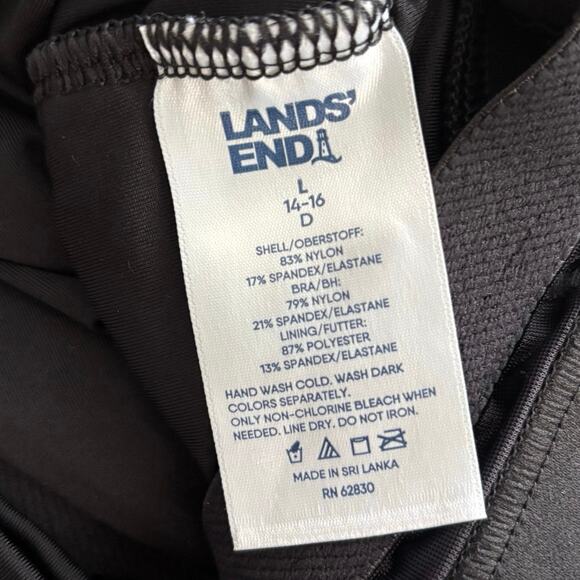 LANDS'
END
L
14-16
D
SHELL/OBERSTOFF:
83% NYLON
17% SPANDEX/ELASTANE
BRA/BH:
79% NYLON
21% SPANDEX/ELASTANE
LINING/FUTTER:
87% POLYESTER
13% SPANDEX/ELASTANE
HAND WASH COLD. WASH DARK
COLORS SEPARATELY.
ONLY NON-CHLORINE BLEACH WHEN
NEEDED. LINE DRY. DO NOT IRON.
MADE IN SRI LANKA
RN 62830